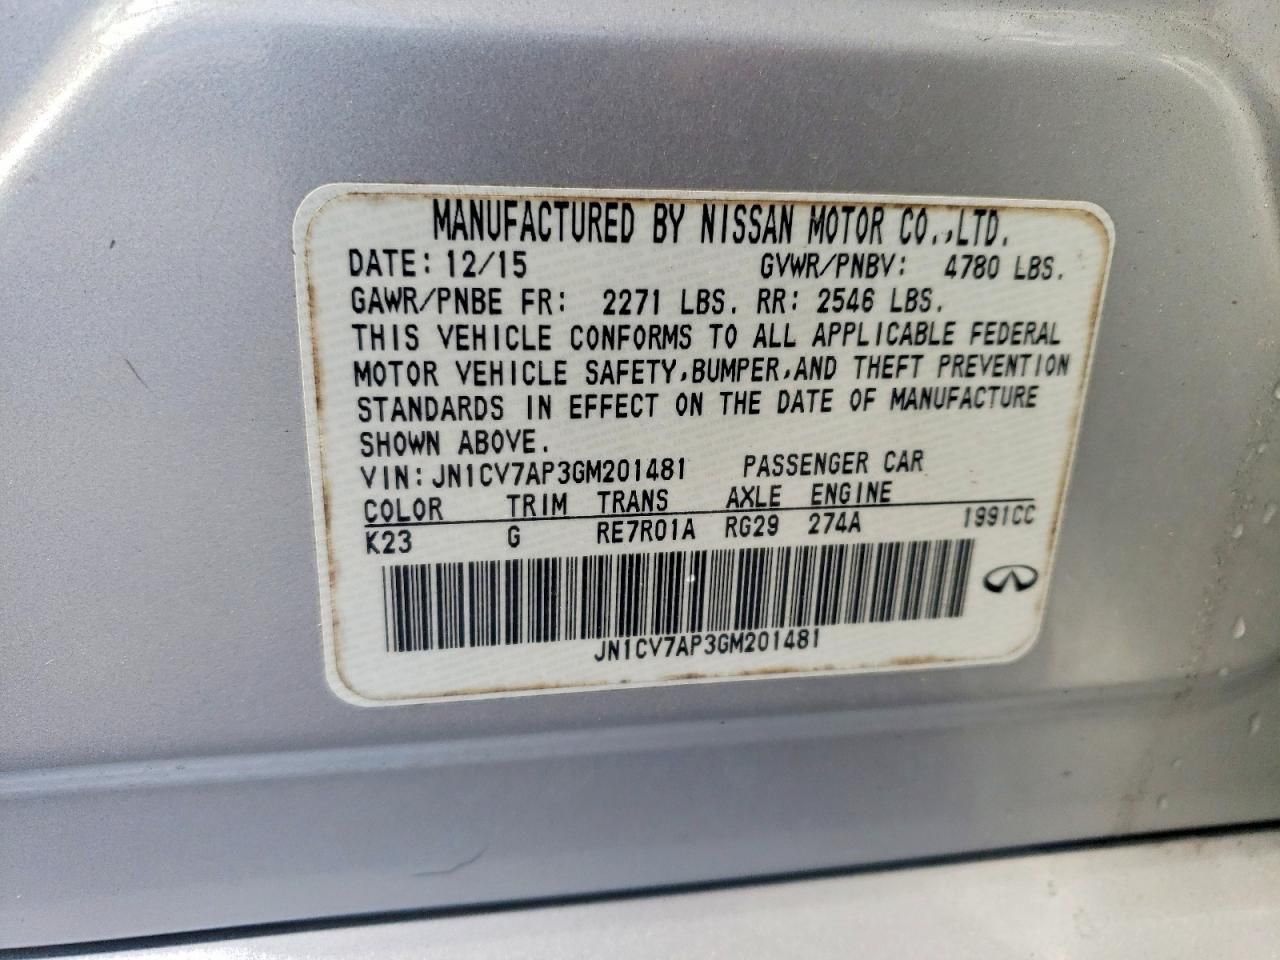 MANUFACTURED BY NISSAN MOTOR CO.,LTD.
DATE: 12/15 GVWR/PNBV: 4780 LBS.
GAWR/PNBE FR: 2271 LBS. RR: 2546 LBS.
THIS VEHICLE CONFORMS TO ALL APPLICABLE FEDERAL
MOTOR VEHICLE SAFETY,BUMPER,AND THEFT PREVENTION
STANDARDS IN EFFECT ON THE DATE OF MANUFACTURE
SHOWN ABOVE.
VIN:JN1CV7AP3GM201481 PASSENGER CAR
COLOR TRIM TRANS AXLE ENGINE
K23 G RE7R01A RG29 274A 1991CC
JN1CV7AP3GM201481